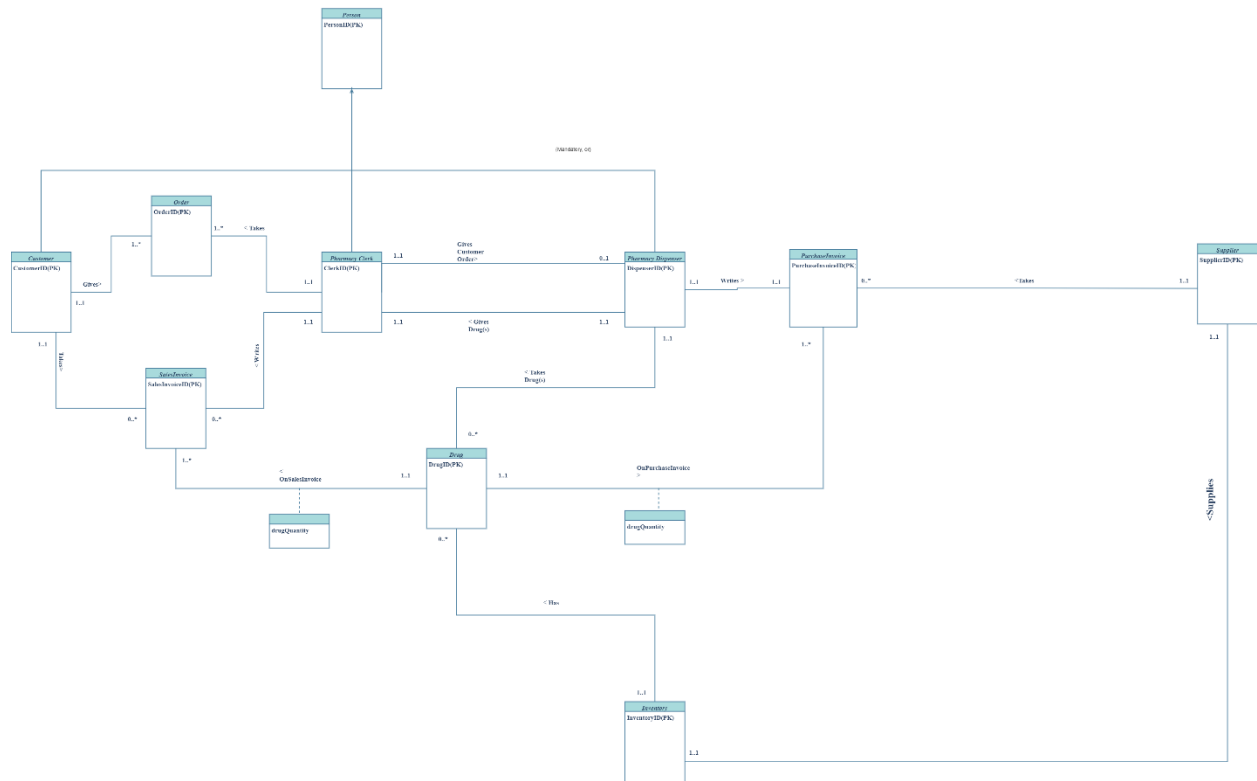 Person
PersonID(PK)
{Mandatory, or}
Order
OrderID(PK)
1..*
1..*
< Takes
Gives
Customer
Order>
1..1
0..1
Customer
CustomerID(PK)
Gives>
1..1
Pharmacy Clerk
ClerkID(PK)
1..1
Pharmacy Dispenser
DispenserID(PK)
1..1
Writes >
1..1
PurchaseInvoice
PurchaseInvoiceID(PK)
0..*
<Takes
1..1
Supplier
SupplierID(PK)
1..1
1..1
1..1
< Gives
Drug(s)
1..1
1..1
1..*
1..1
Takes>
< Writes
SalesInvoice
SalesInvoiceID(PK)
0..*
0..*
1..*
< Takes
Drug(s)
0..*
Drug
DrugID(PK)
<
OnSalesInvoice
1..1
1..1
OnPurchaseInvoice
>
<Supplies
drugQuantity
drugQuantity
0..*
< Has
1..1
Inventory
InventoryID(PK)
1..1